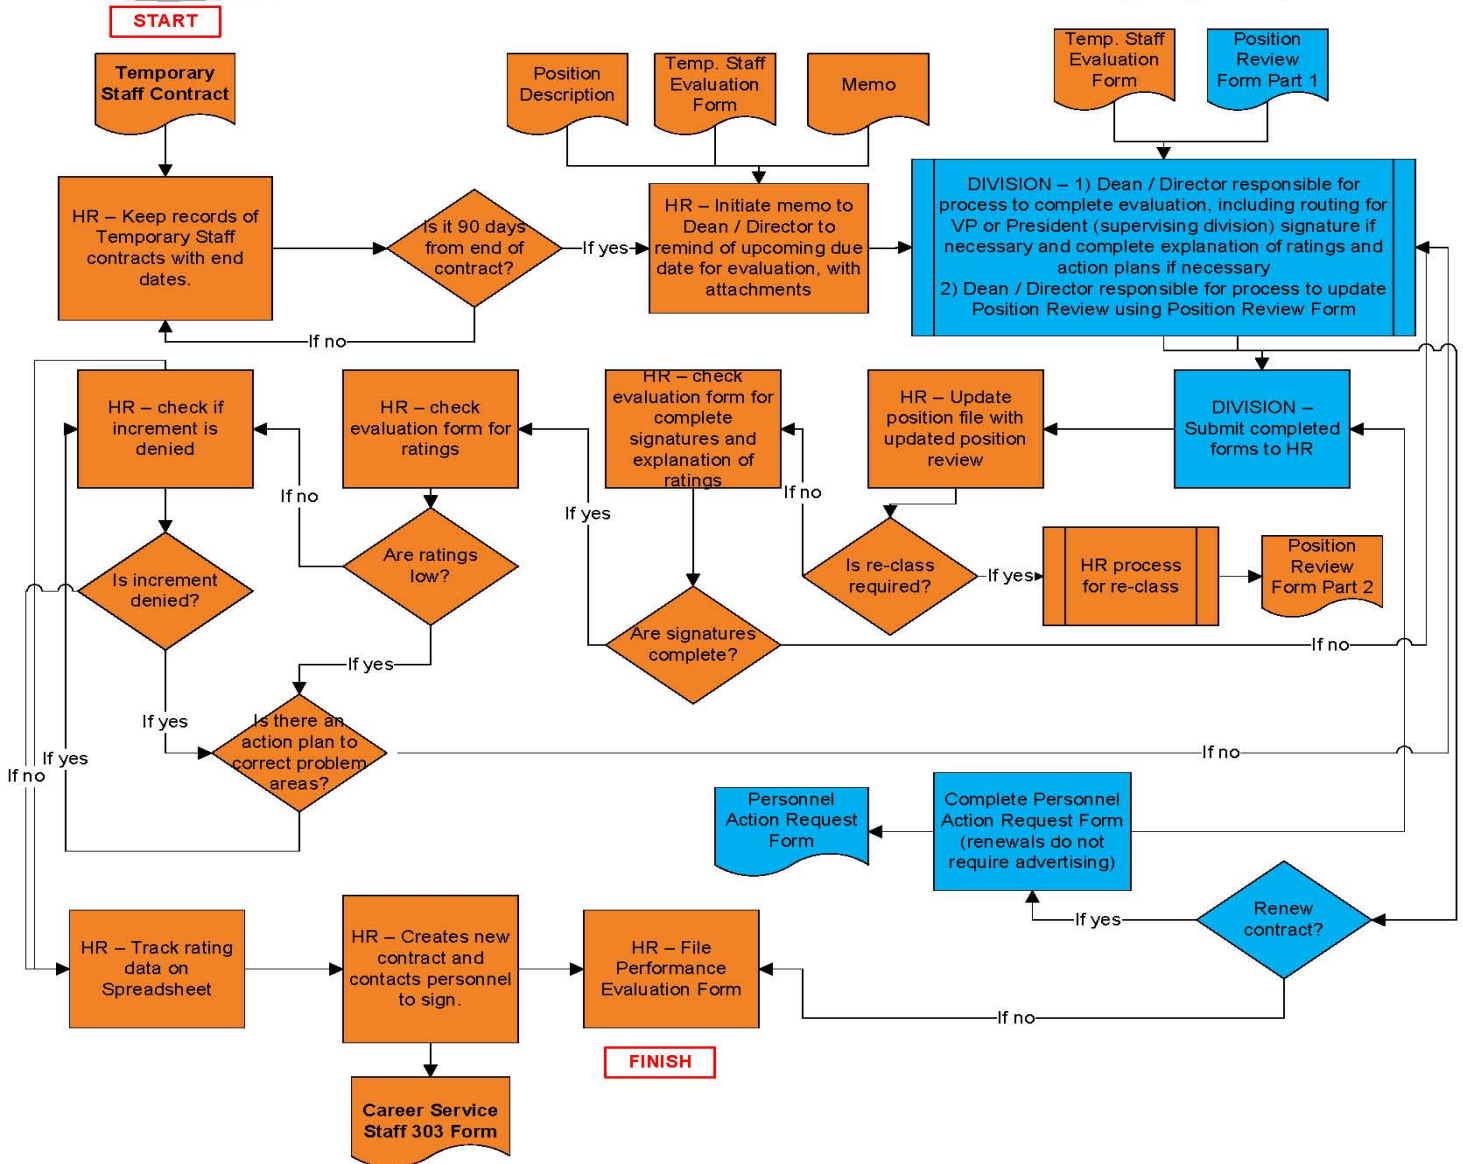 START
Temporary
Staff Contract
Position
Description
Temp. Staff
Evaluation
Form
Memo
Temp. Staff
Evaluation
Form
Position
Review
Form Part 1
HR – Keep records of
Temporary Staff
contracts with end
dates.
Is it 90 days
from end of
contract?
If yes
If no
HR – Initiate memo to
Dean / Director to
remind of upcoming due
date for evaluation, with
attachments
DIVISION – 1) Dean / Director responsible for
process to complete evaluation, including routing for
VP or President (supervising division) signature if
necessary and complete explanation of ratings and
action plans if necessary
2) Dean / Director responsible for process to update
Position Review using Position Review Form
HR – check if
increment is
denied
HR – check
evaluation form for
ratings
HR – check
evaluation form for
complete
signatures and
explanation of
ratings
HR – Update
position file with
updated position
review
DIVISION –
Submit completed
forms to HR
If no
If yes
If no
Is increment
denied?
Are ratings
low?
Are signatures
complete?
Is re-class
required?
If yes
HR process
for re-class
Position
Review
Form Part 2
If no
If yes
If yes
Is there an
action plan to
correct problem
areas?
If no
If yes
If no
Personnel
Action Request
Form
Complete Personnel
Action Request Form
(renewals do not
require advertising)
If yes
Renew
contract?
If no
HR – Track rating
data on
Spreadsheet
HR – Creates new
contract and
contacts personnel
to sign.
HR – File
Performance
Evaluation Form
FINISH
Career Service
Staff 303 Form